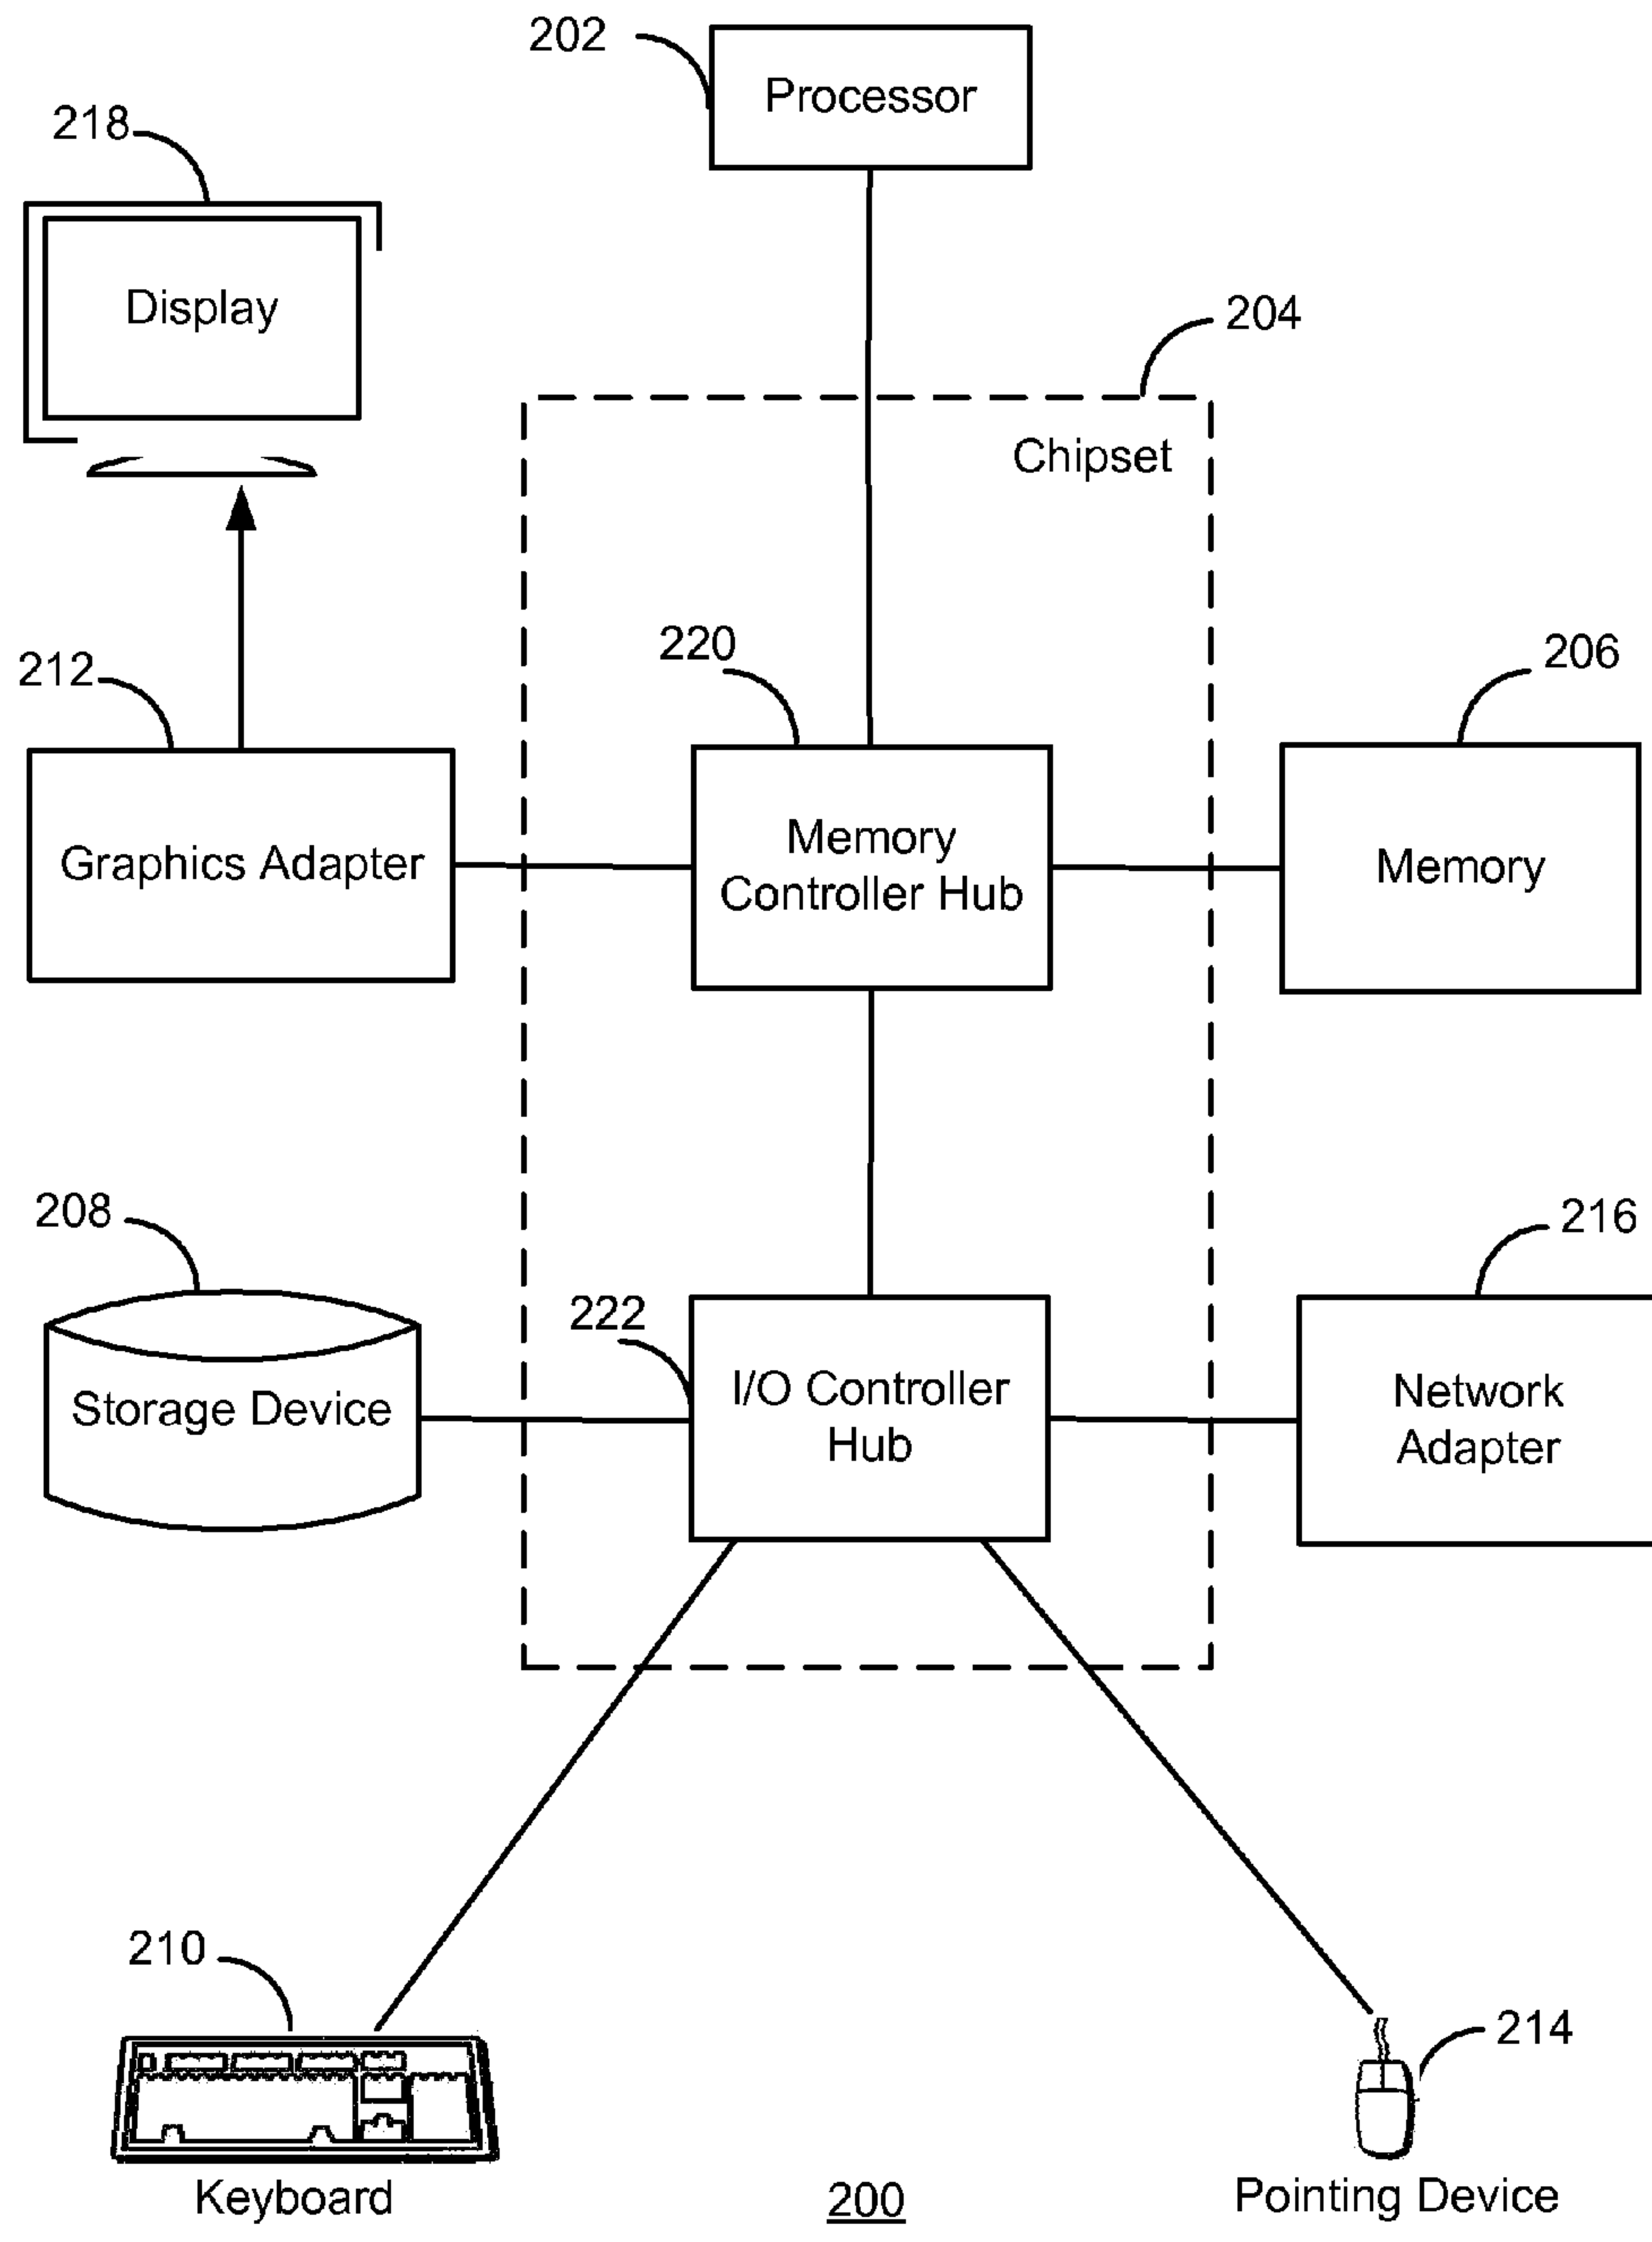 202
Processor
218
Display
204
Chipset
220
206
212
Memory
Controller Hub
Graphics Adapter
Memory
208
216
222
I/O Controller
Hub
Storage Device
Network
Adapter
210
214
Keyboard
200
Pointing Device